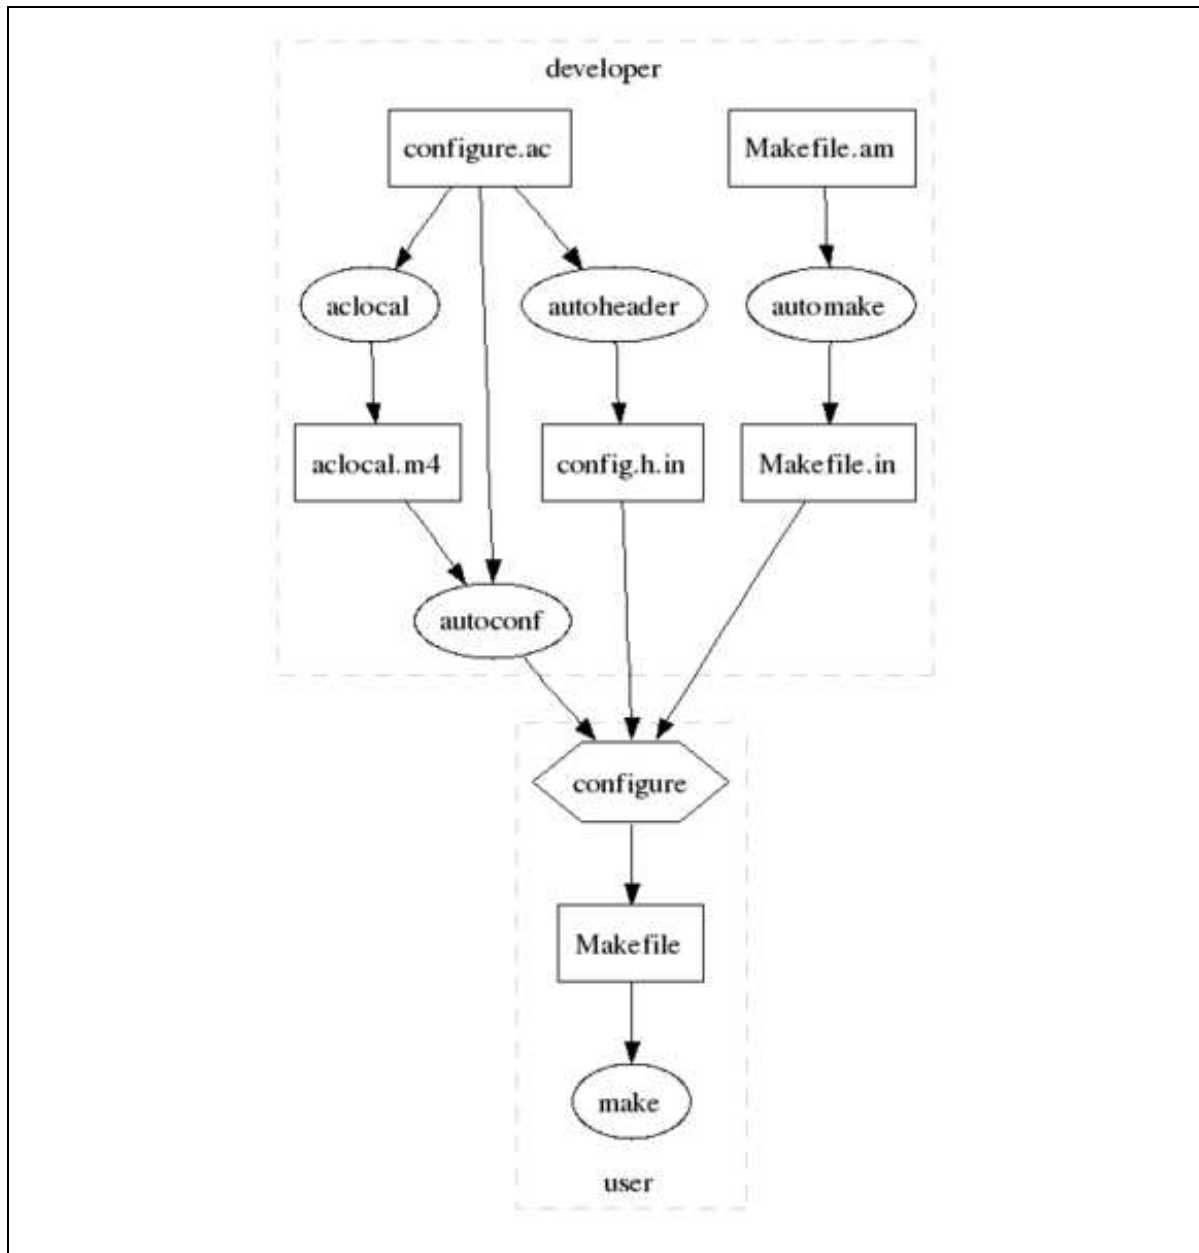 developer
configure.ac
Makefile.am
aclocal
autoheader
automake
aclocal.m4
config.h.in
Makefile.in
autoconf
configure
Makefile
make
user